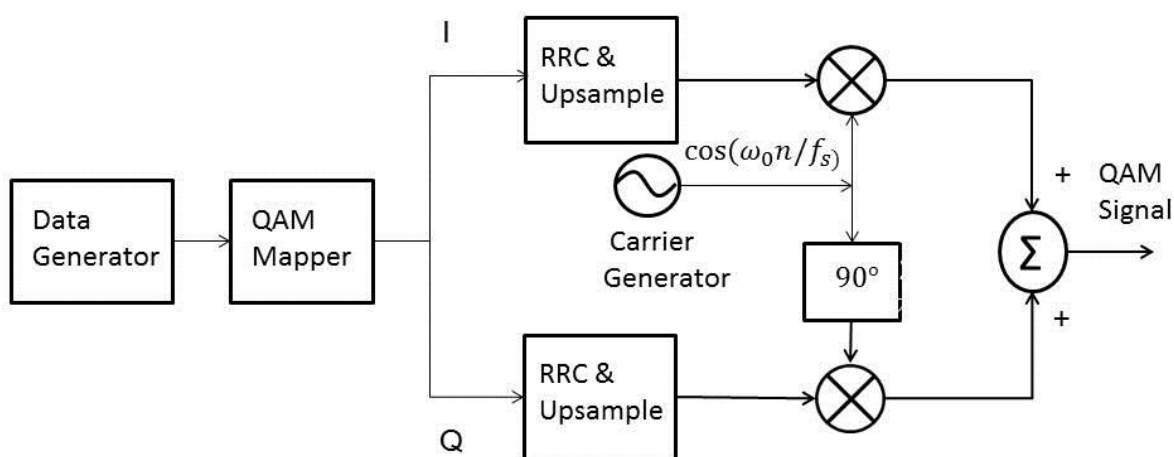 I
RRC &
Upsample
cos(𝜔₀𝑛/𝑓ₛ)
Data
Generator
QAM
Mapper
Carrier
Generator
90°
+
QAM
Signal
Σ
+
RRC &
Upsample
Q